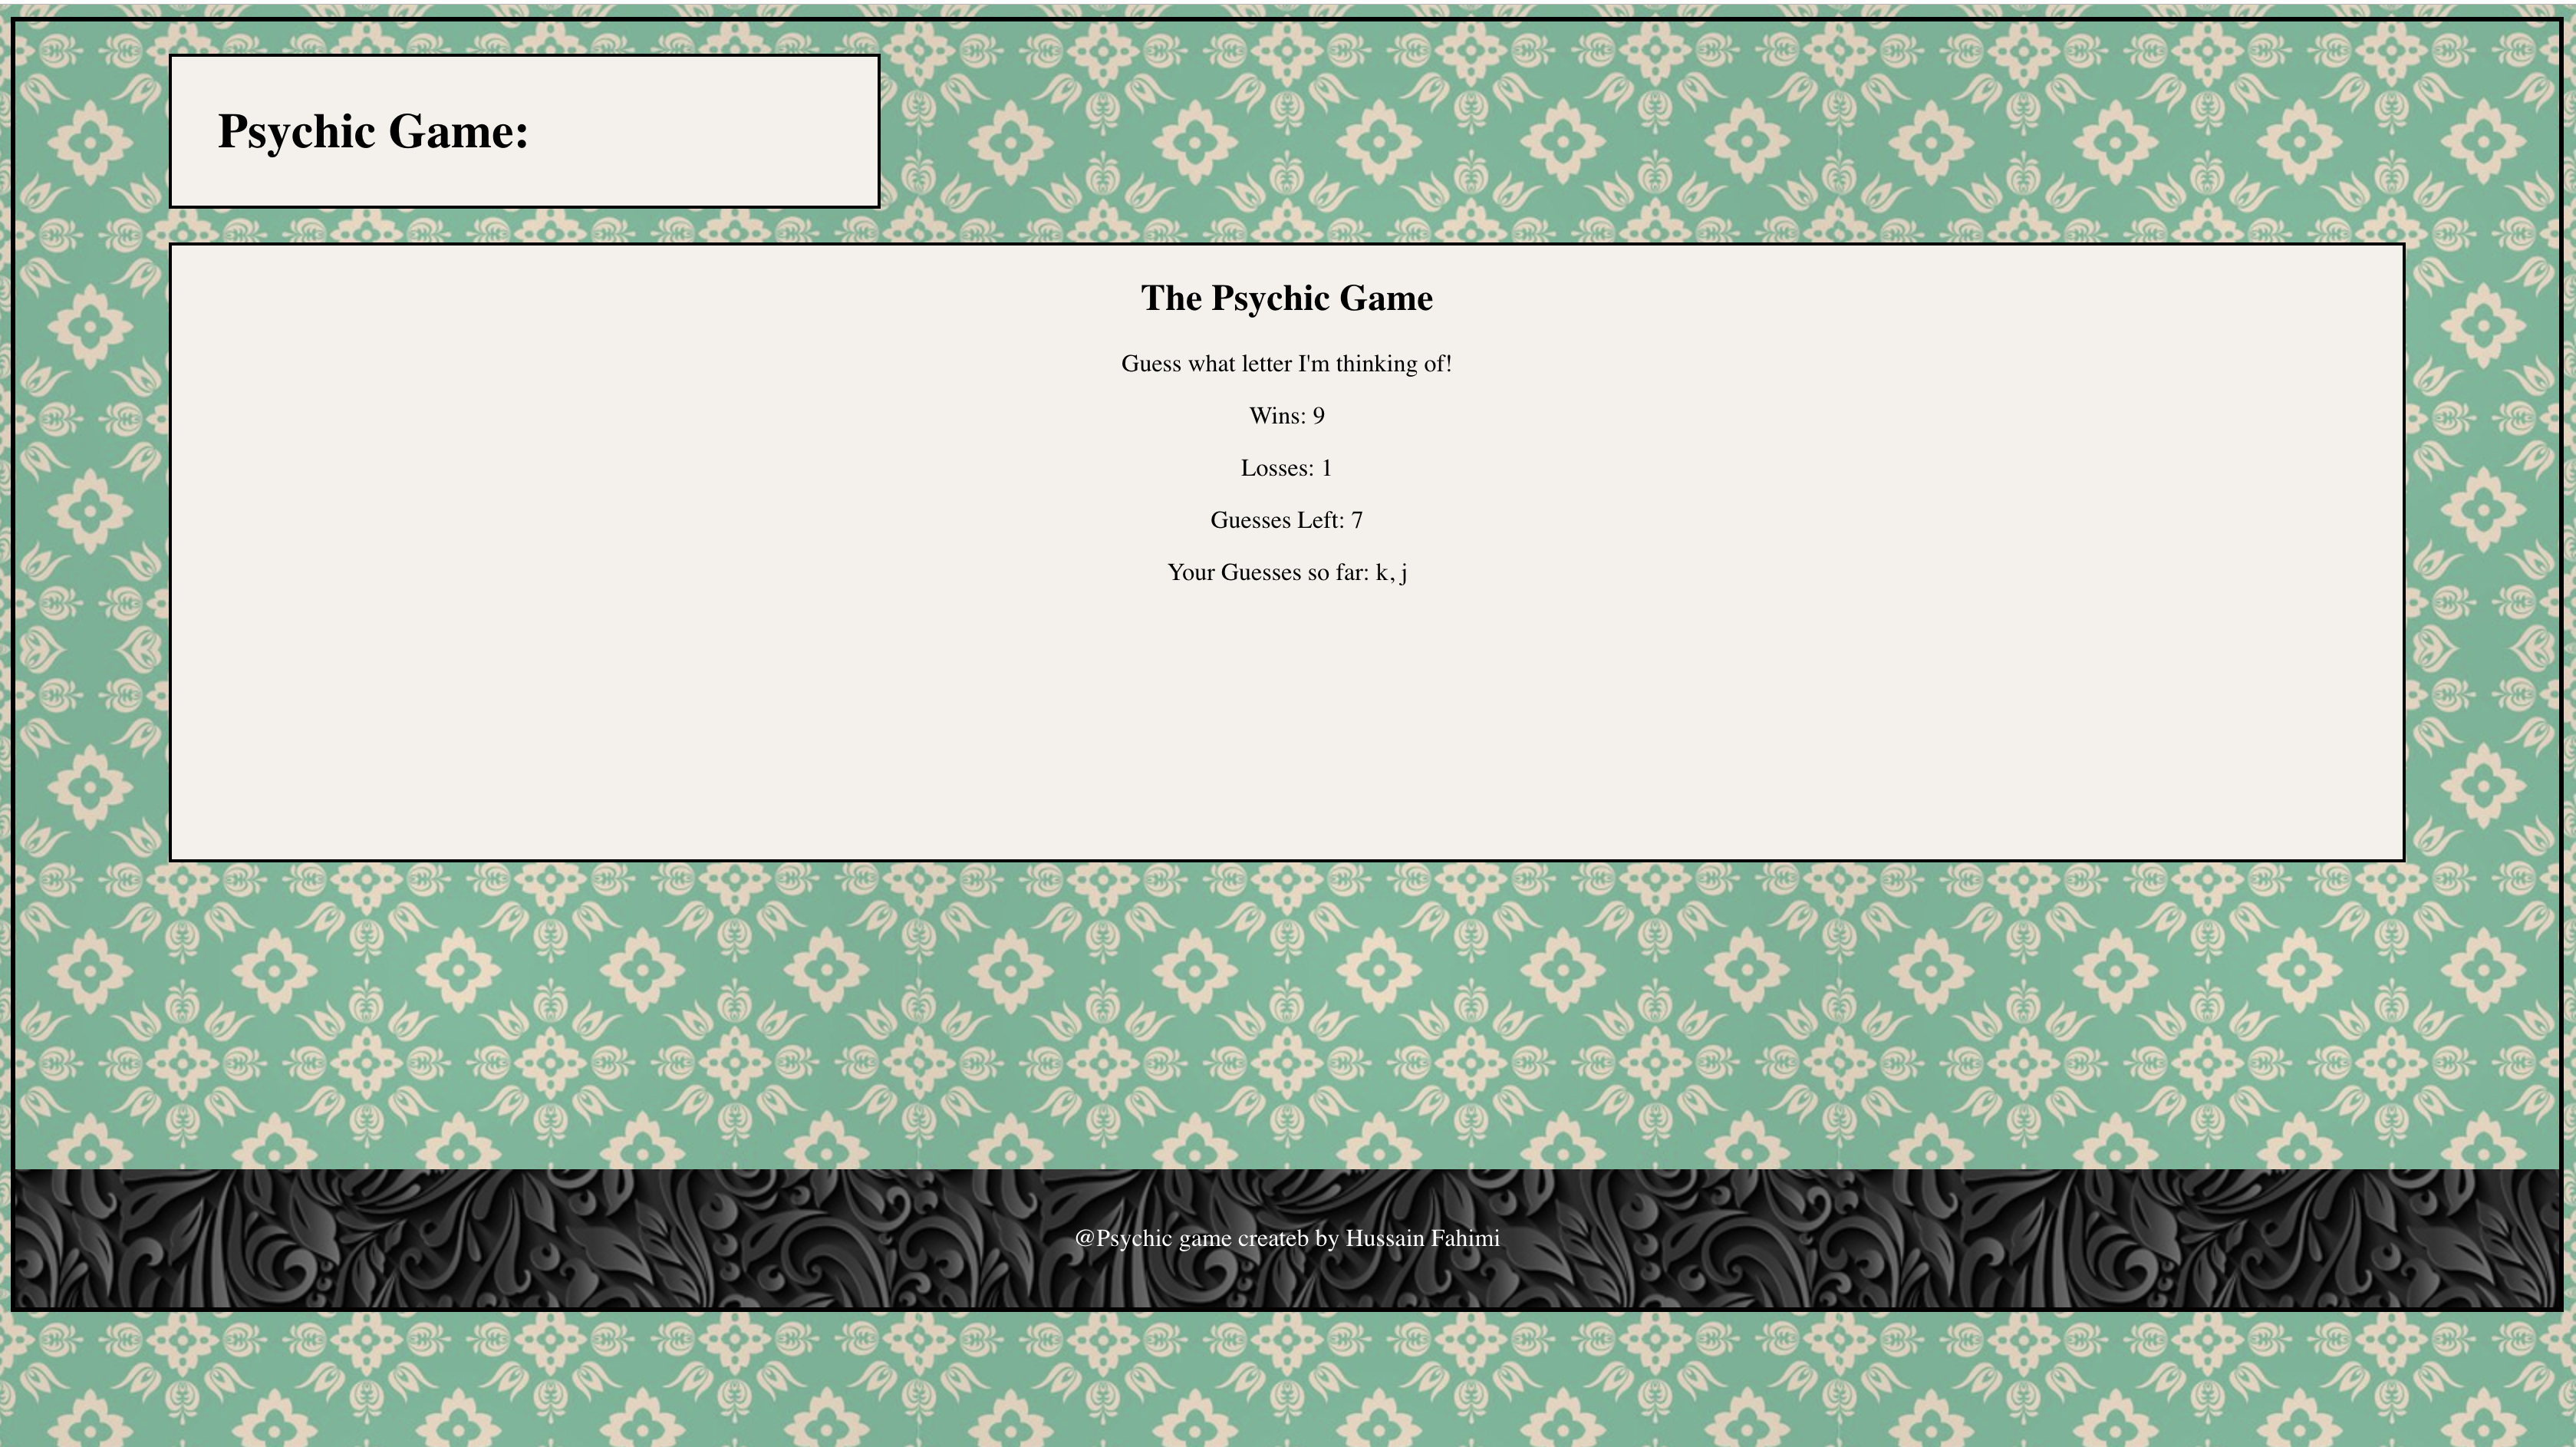 Psychic Game:
The Psychic Game
Guess what letter I'm thinking of!
Wins: 9
Losses: 1
Guesses Left: 7
Your Guesses so far: k, j
@Psychic game createb by Hussain Fahimi